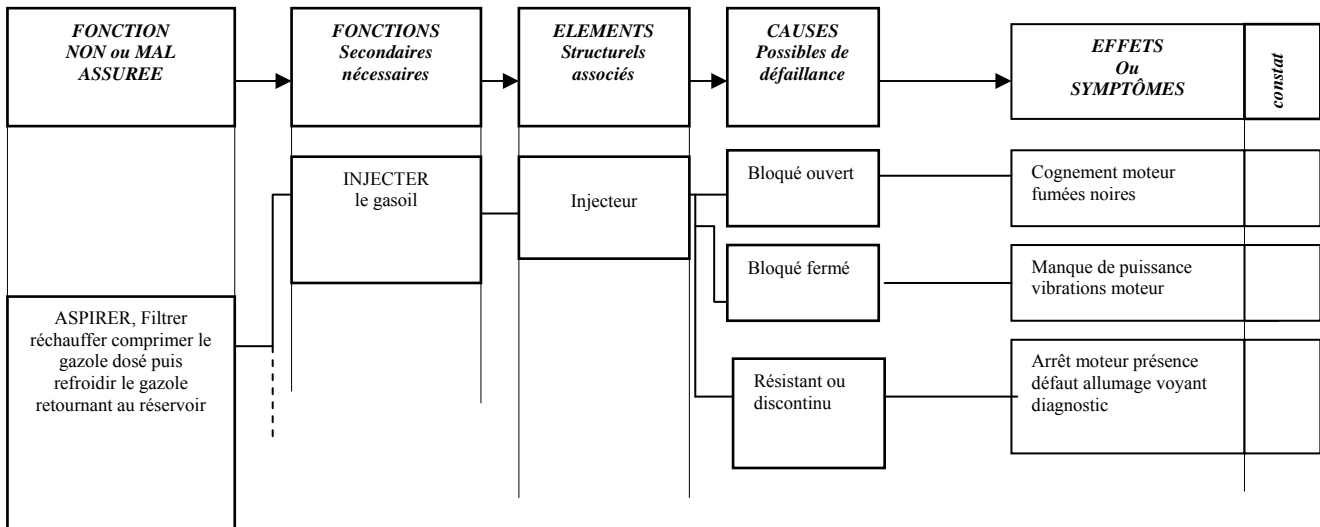 FONCTION
NON ou MAL
ASSUREE
FONCTIONS
Secondaires
nécessaires
ELEMENTS
Structurels
associés
CAUSES
Possibles de
défaillance
EFFETS
Ou
SYMPTÔMES
constat
ASPIRER, Filtrer
réchauffer comprimer le
gazole dosé puis
refroidir le gazole
retournant au réservoir
INJECTER
le gasoil
Injecteur
Bloqué ouvert
Cognement moteur
fumées noires
Bloqué fermé
Manque de puissance
vibrations moteur
Résistant ou
discontinu
Arrêt moteur présence
défaut allumage voyant
diagnostic